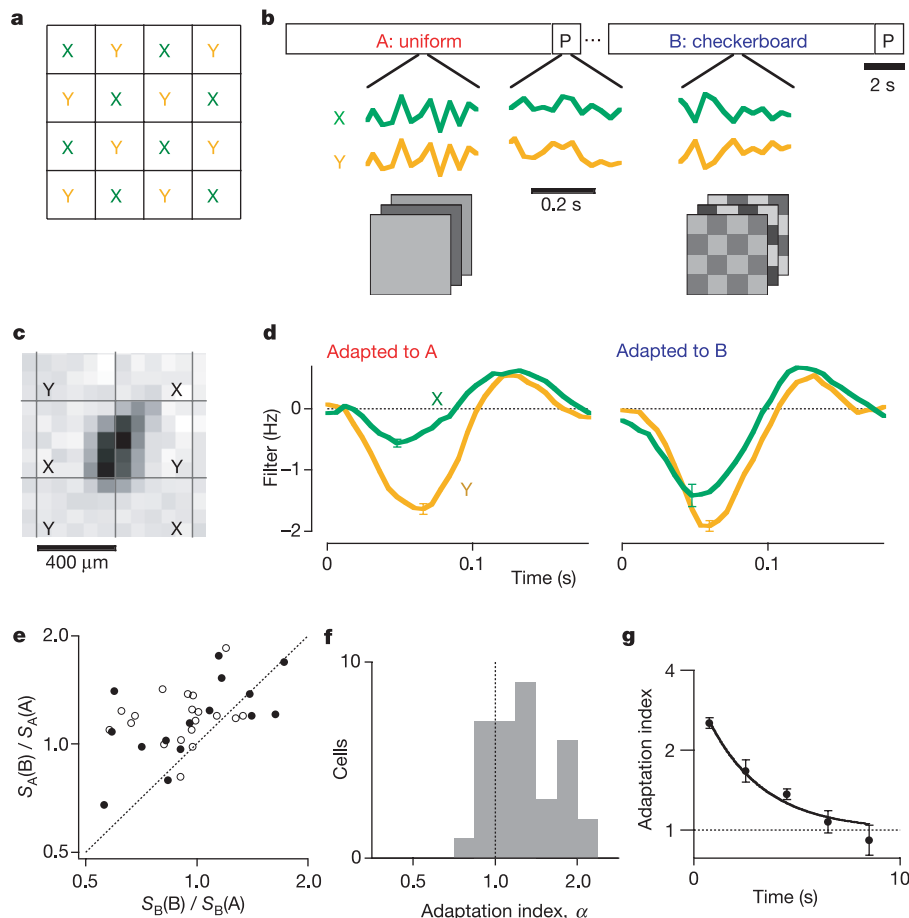 a
X Y X Y
Y X Y X
X Y X Y
Y X Y X
b
A: uniform P ... B: checkerboard P
2 s
X
Y
0.2 s
c
Y X
X Y
Y X
400 μm
d
Adapted to A Adapted to B
Filter (Hz)
0
−1
−2
X
Y
0 0.1 0 0.1
Time (s)
e
S_A(B) / S_A(A)
2.0
1.0
0.5
0.5 1.0 2.0
S_B(B) / S_B(A)
f
Cells
10
0
0.5 1.0 2.0
Adaptation index, α
g
Adaptation index
4
2
1
0 10
Time (s)